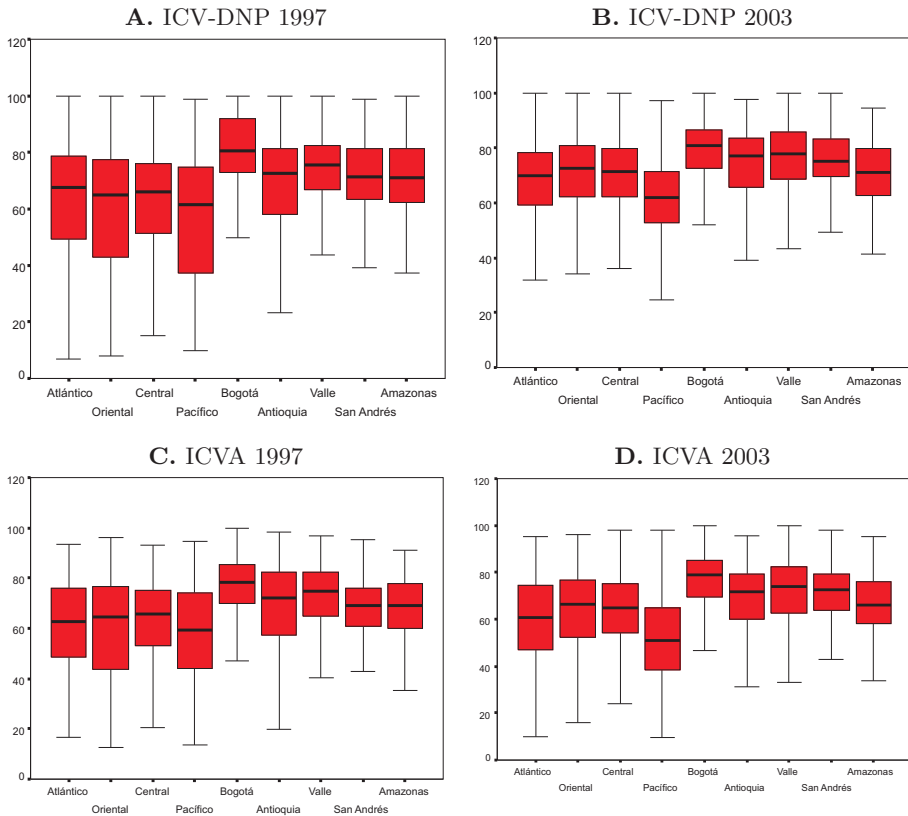 A. ICV-DNP 1997
120
100
80
60
40
20
0
Atlántico Central Bogotá Valle Amazonas
Oriental Pacífico Antioquia San Andrés
B. ICV-DNP 2003
120
100
80
60
40
20
0
Atlántico Central Bogotá Valle Amazonas
Oriental Pacífico Antioquia San Andrés
C. ICVA 1997
120
100
80
60
40
20
0
Atlántico Central Bogotá Valle Amazonas
Oriental Pacífico Antioquia San Andrés
D. ICVA 2003
120
100
80
60
40
20
0
Atlántico Central Bogotá Valle Amazonas
Oriental Pacífico Antioquia San Andrés